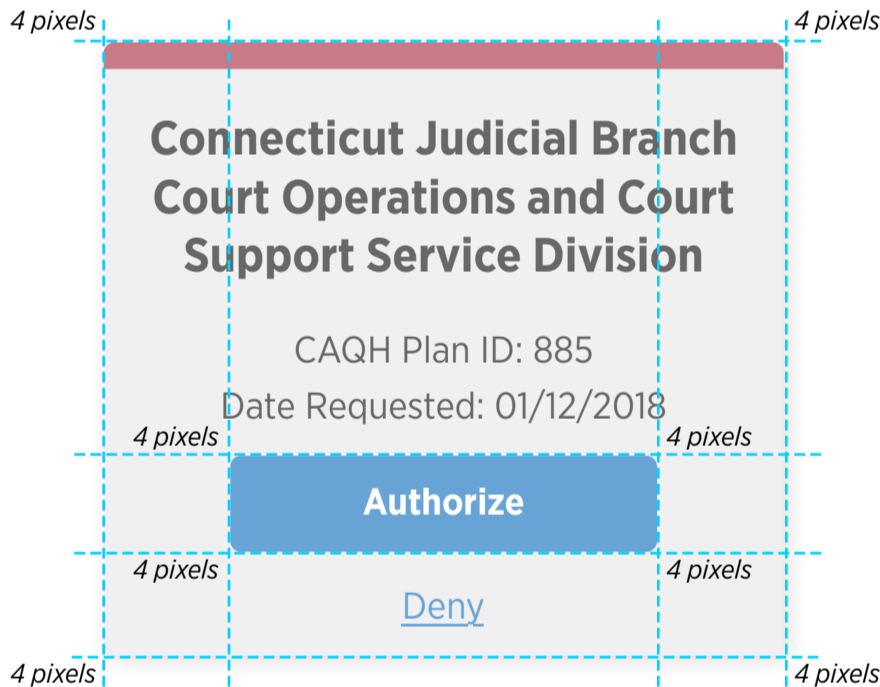 4 pixels 4 pixels
Connecticut Judicial Branch
Court Operations and Court
Support Service Division
CAQH Plan ID: 885
Date Requested: 01/12/2018
4 pixels 4 pixels
Authorize
4 pixels 4 pixels
Deny
4 pixels 4 pixels